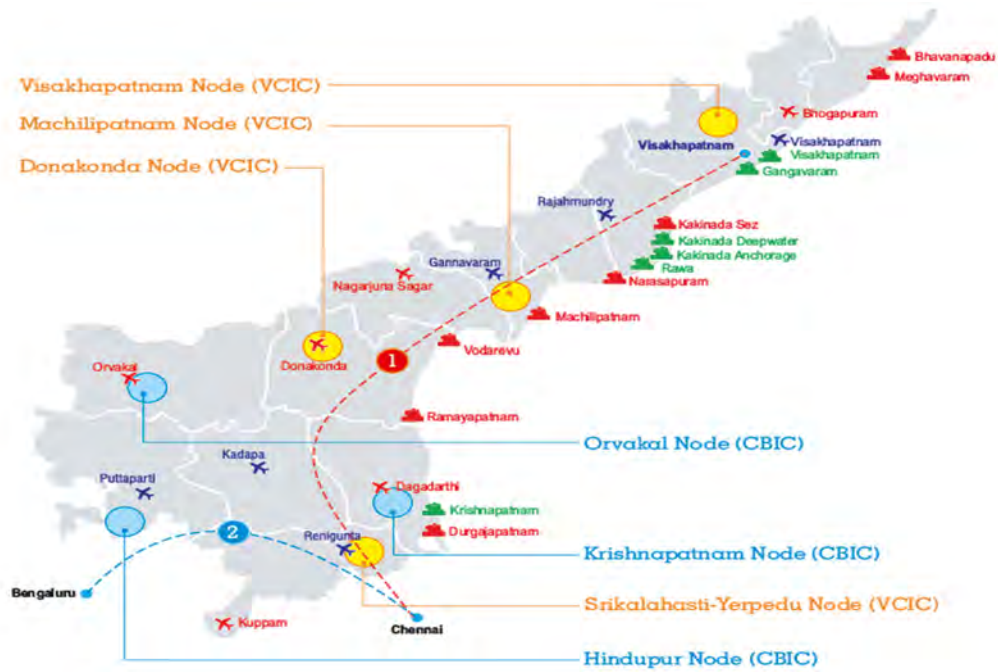 Bhavanapadu
Meghavaram
Visakhapatnam Node (VCIC)
Bhogapuram
Machilipatnam Node (VCIC)
Visakhapatnam
Visakhapatnam
Visakhapatnam
Donakonda Node (VCIC)
Gangavaram
Rajahmundry
Kakinada Sez
Kakinada Deepwater
Kakinada Anchorage
Rawa
Gannavaram
Nagarjuna Sagar
Narasapuram
Machilipatnam
Vodarevu
1
Donakonda
Orvakal
Ramayapatnam
Orvakal Node (CBIC)
Kadapa
Puttaparti
Dagadarthi
Krishnapatnam
Durgajapatnam
2
Renigunta
Krishnapatnam Node (CBIC)
Bengaluru
Srikalahasti-Yerpedu Node (VCIC)
Kuppam
Chennai
Hindupur Node (CBIC)